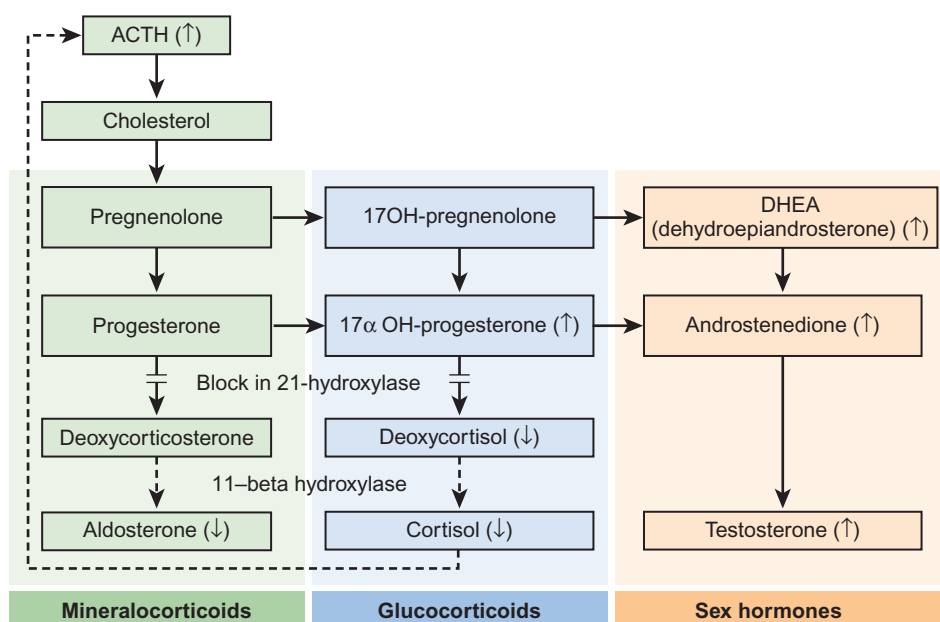 ACTH (↑)
Cholesterol
Pregnenolone
17OH-pregnenolone
DHEA
(dehydroepiandrosterone) (↑)
Progesterone
17α OH-progesterone (↑)
Androstenedione (↑)
Block in 21-hydroxylase
Deoxycorticosterone
Deoxycortisol (↓)
11–beta hydroxylase
Aldosterone (↓)
Cortisol (↓)
Testosterone (↑)
Mineralocorticoids
Glucocorticoids
Sex hormones